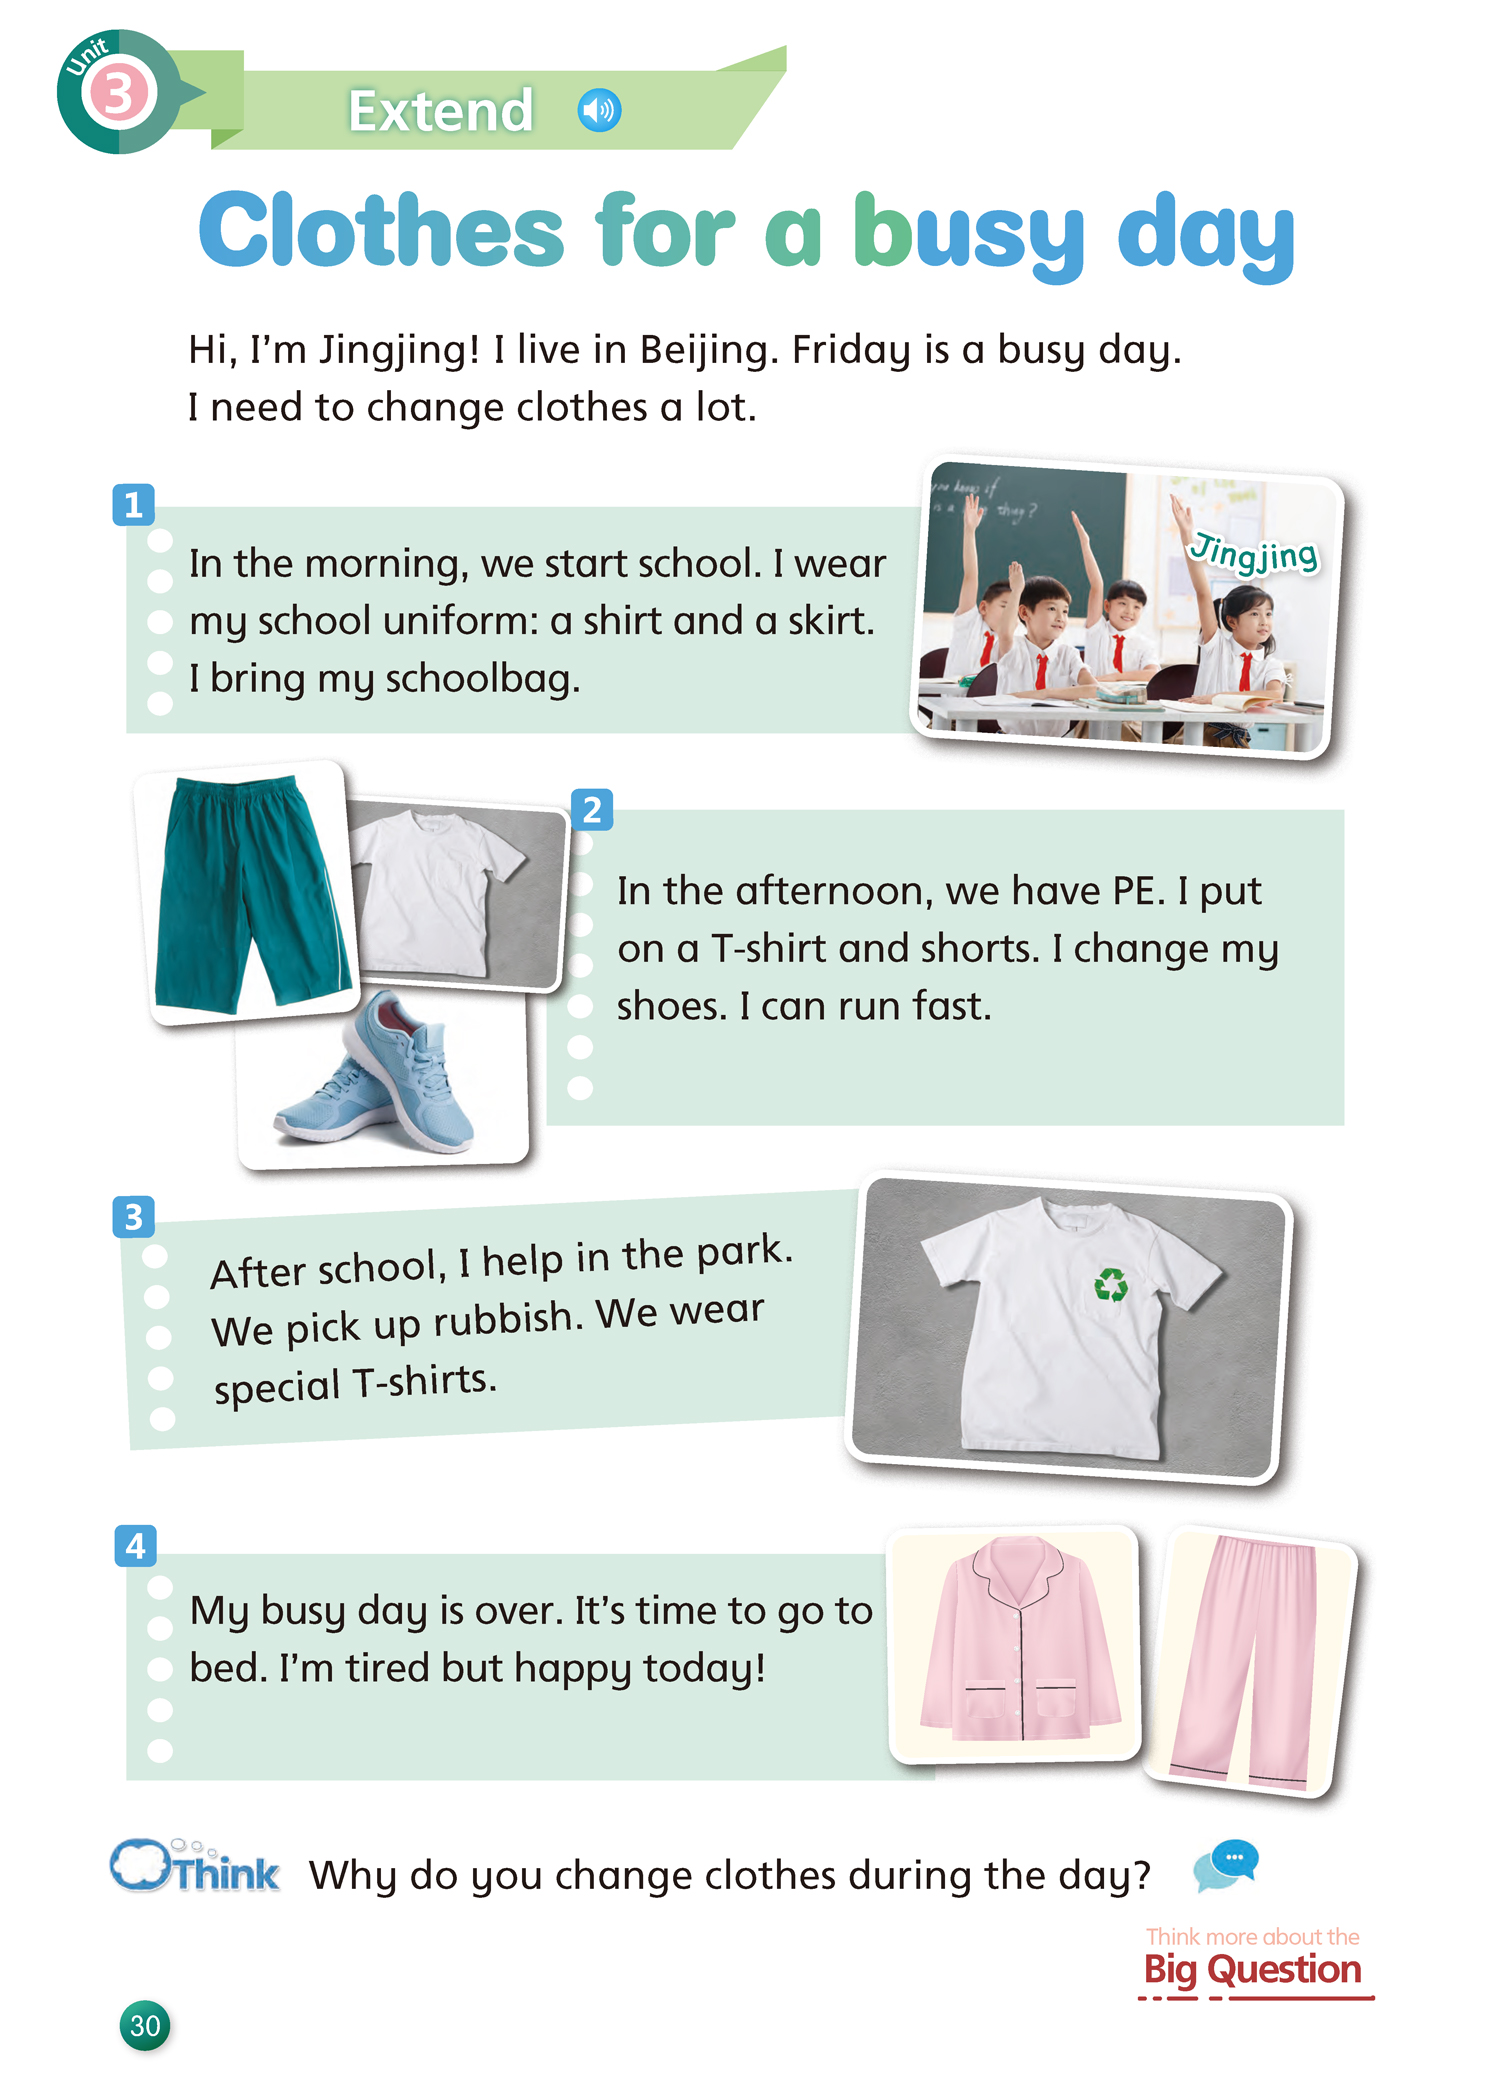 Unit
3
Extend
Clothes for a busy day
Hi, I'm Jingjing! I live in Beijing. Friday is a busy day.
I need to change clothes a lot.
1
In the morning, we start school. I wear
my school uniform: a shirt and a skirt.
I bring my schoolbag.
Jingjing
2
In the afternoon, we have PE. I put
on a T-shirt and shorts. I change my
shoes. I can run fast.
3
After school, I help in the park.
We pick up rubbish. We wear
special T-shirts.
4
My busy day is over. It's time to go to
bed. I'm tired but happy today!
Think
Why do you change clothes during the day?
Think more about the
Big Question
30